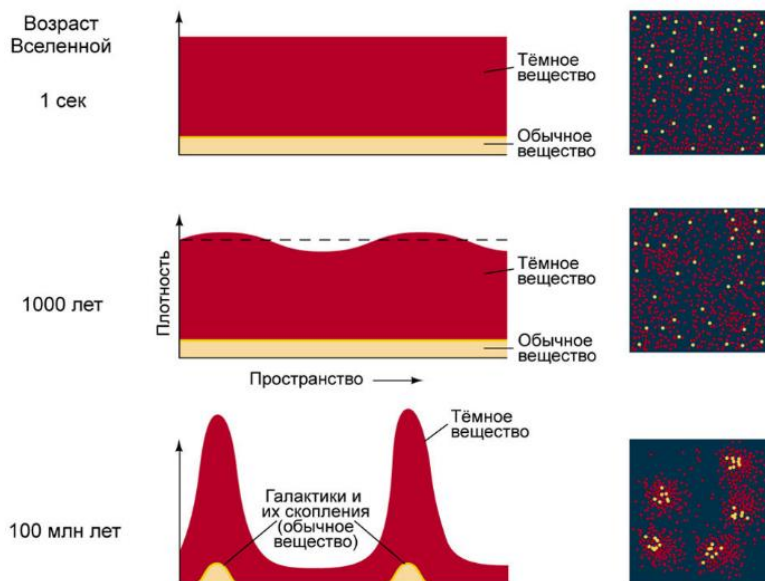 Возраст
Вселенной
1 сек
Тёмное
вещество
Обычное
вещество
1000 лет
Плотность
Тёмное
вещество
Обычное
вещество
Пространство
100 млн лет
Тёмное
вещество
Галактики и
их скопления
(обычное
вещество)